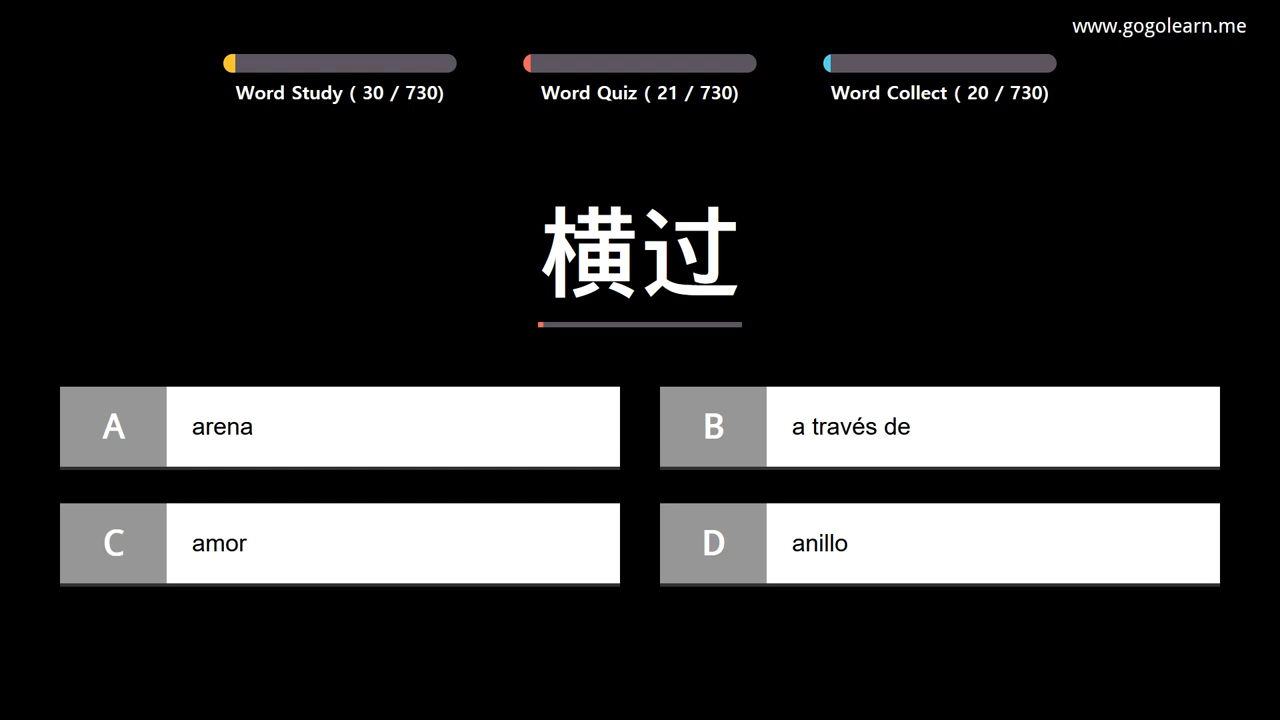 www.gogolearn.me
Word Study ( 30 / 730)
Word Quiz ( 21 / 730)
Word Collect ( 20 / 730)
横过
A arena
B a través de
C amor
D anillo